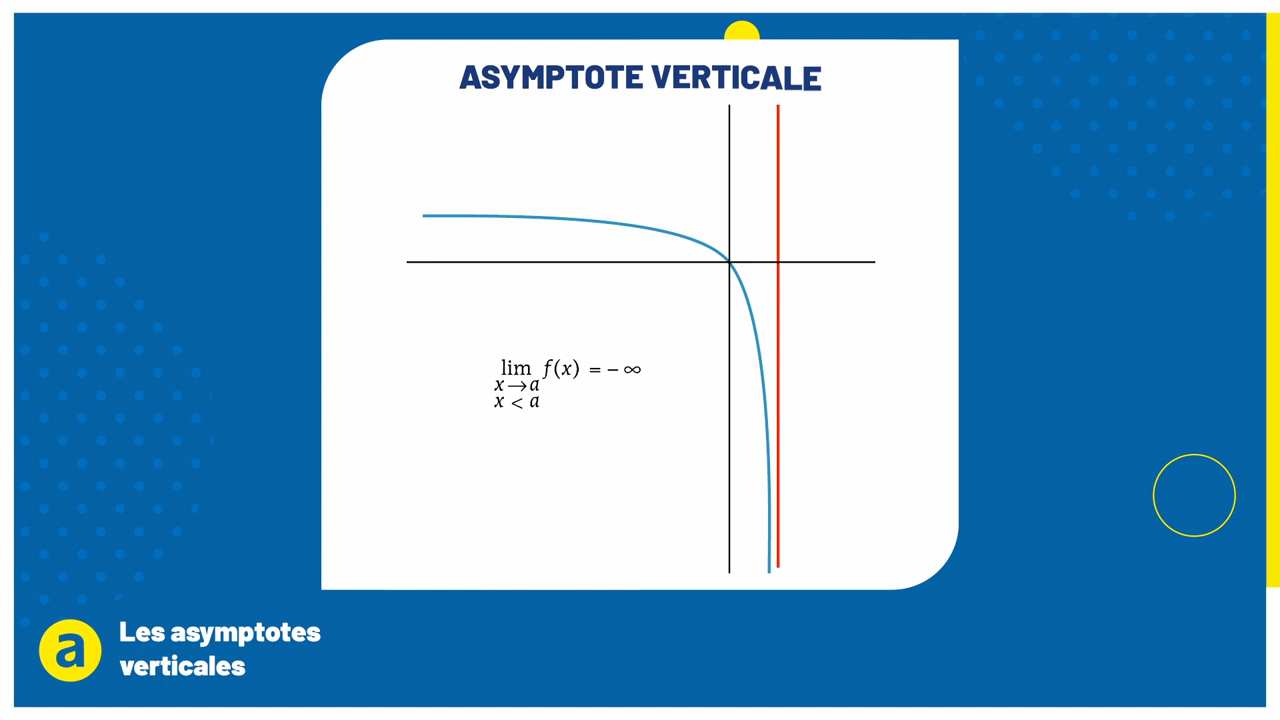 ASYMPTOTE VERTICALE
lim f(x) = − ∞
x→a
x < a
a
Les asymptotes
verticales